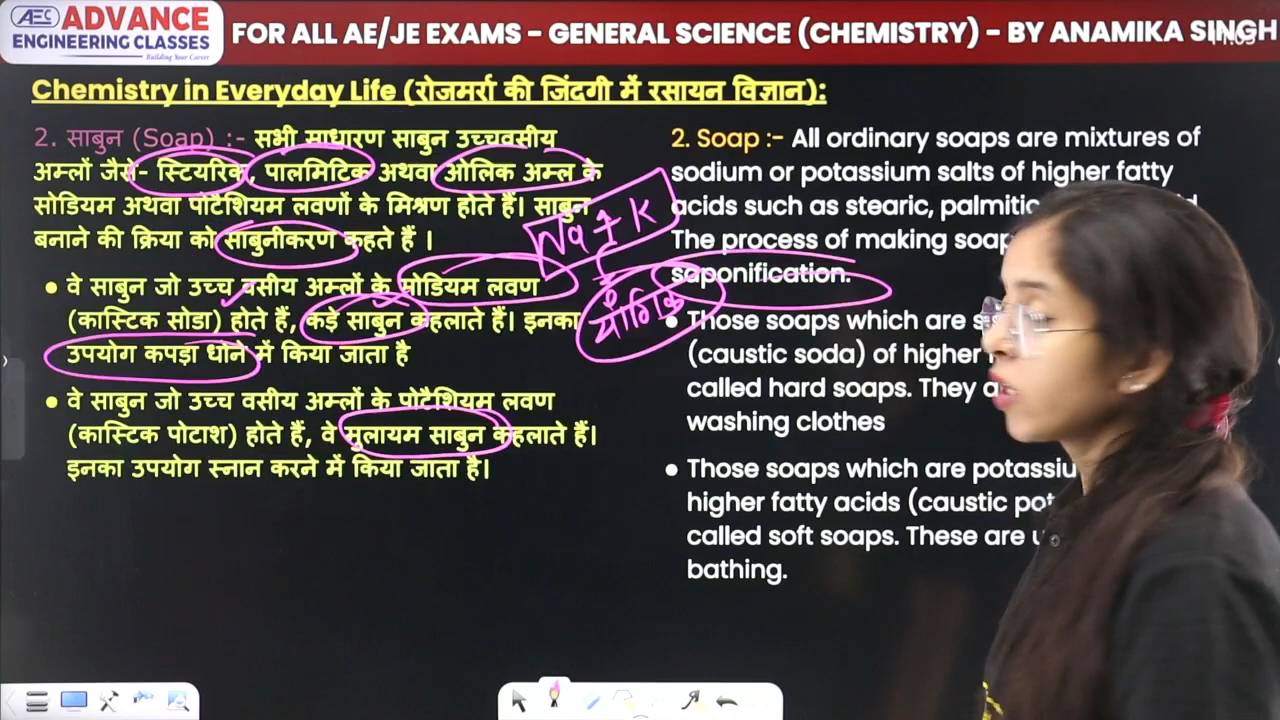 AEC ADVANCE
ENGINEERING CLASSES
Building Your Career
FOR ALL AE/JE EXAMS - GENERAL SCIENCE (CHEMISTRY) - BY ANAMIKA SINGH
Chemistry in Everyday Life (रोजमर्रा की जिंदगी में रसायन विज्ञान):
2. साबुन (Soap) :- सभी साधारण साबुन उच्चवसीय
अम्लों जैसे- स्टियरिक, पालमिटिक अथवा ओलिक अम्ल के
सोडियम अथवा पोटैशियम लवणों के मिश्रण होते हैं। साबुन
बनाने की क्रिया को साबुनीकरण कहते हैं ।
• वे साबुन जो उच्च वसीय अम्लों के सोडियम लवण
(कास्टिक सोडा) होते हैं, कड़े साबुन कहलाते हैं। इनका
उपयोग कपड़ा धोने में किया जाता है
• वे साबुन जो उच्च वसीय अम्लों के पोटैशियम लवण
(कास्टिक पोटाश) होते हैं, वे मुलायम साबुन कहलाते हैं।
इनका उपयोग स्नान करने में किया जाता है।
Na + K
2. Soap :- All ordinary soaps are mixtures of
sodium or potassium salts of higher fatty
acids such as stearic, palmitic
The process of making soap
saponification.
• Those soaps which are
(caustic soda) of higher
called hard soaps. They
washing clothes
• Those soaps which are
higher fatty acids (caustic
called soft soaps. These are
bathing.